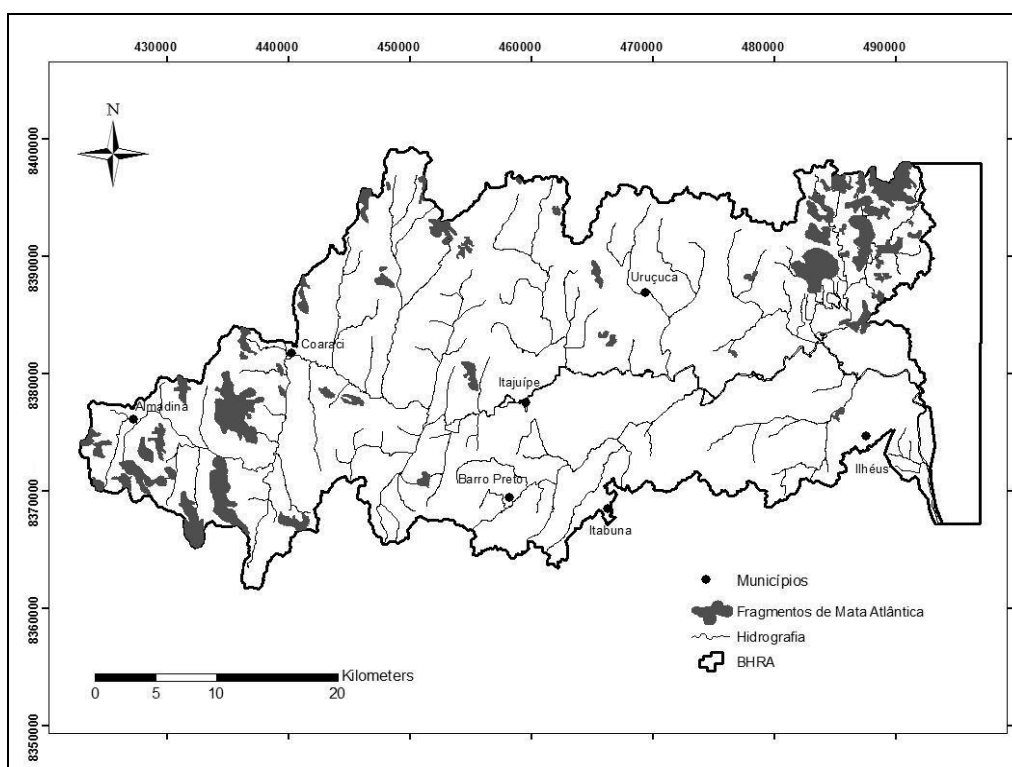 430000 440000 450000 460000 470000 480000 490000
N
8400000
8390000
8380000
8370000
8360000
8350000
Uruçuca
Coaraci
Itajuípe
Almadina
Ilhéus
Barro Preto
Itabuna
Municípios
Fragmentos de Mata Atlântica
Hidrografia
BHRA
Kilometers
0 5 10 20